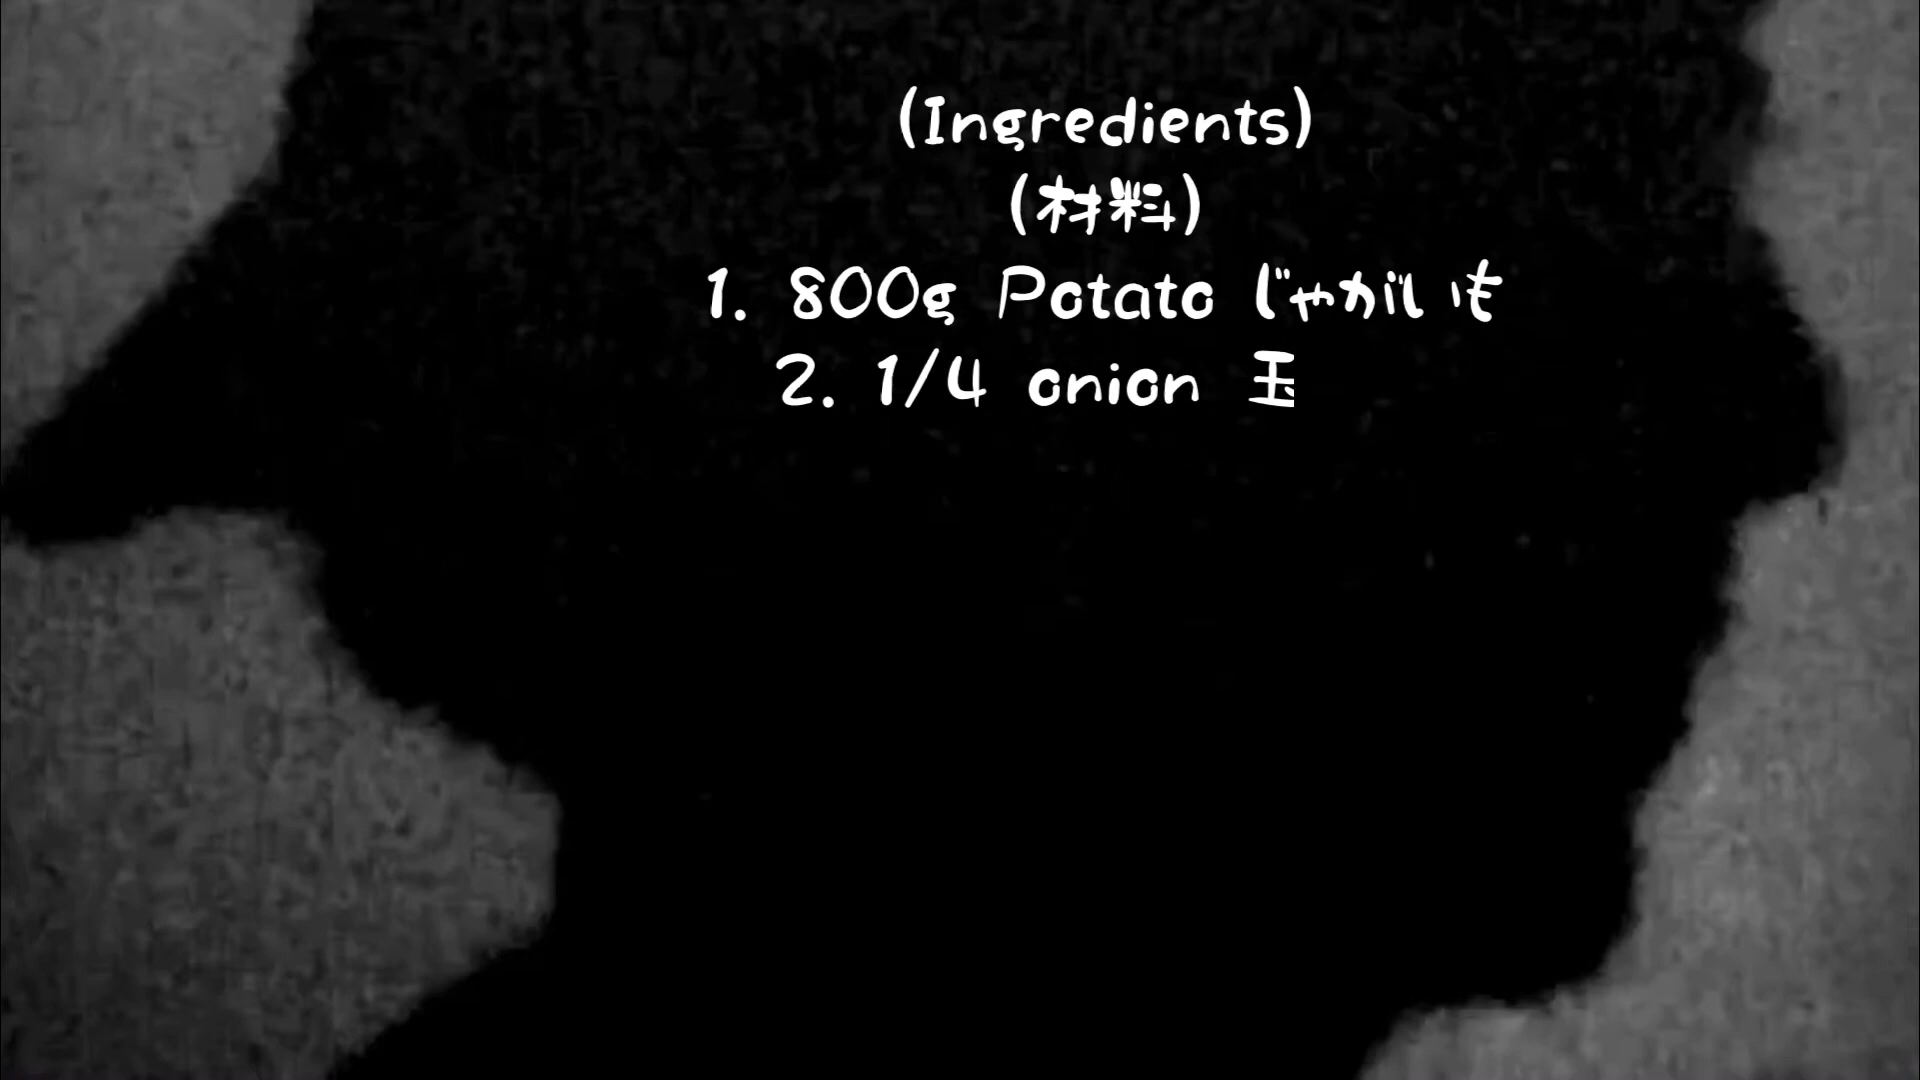 (Ingredients)
(材料)
1. 800g Potato じゃがいも
2. 1/4 onion 玉